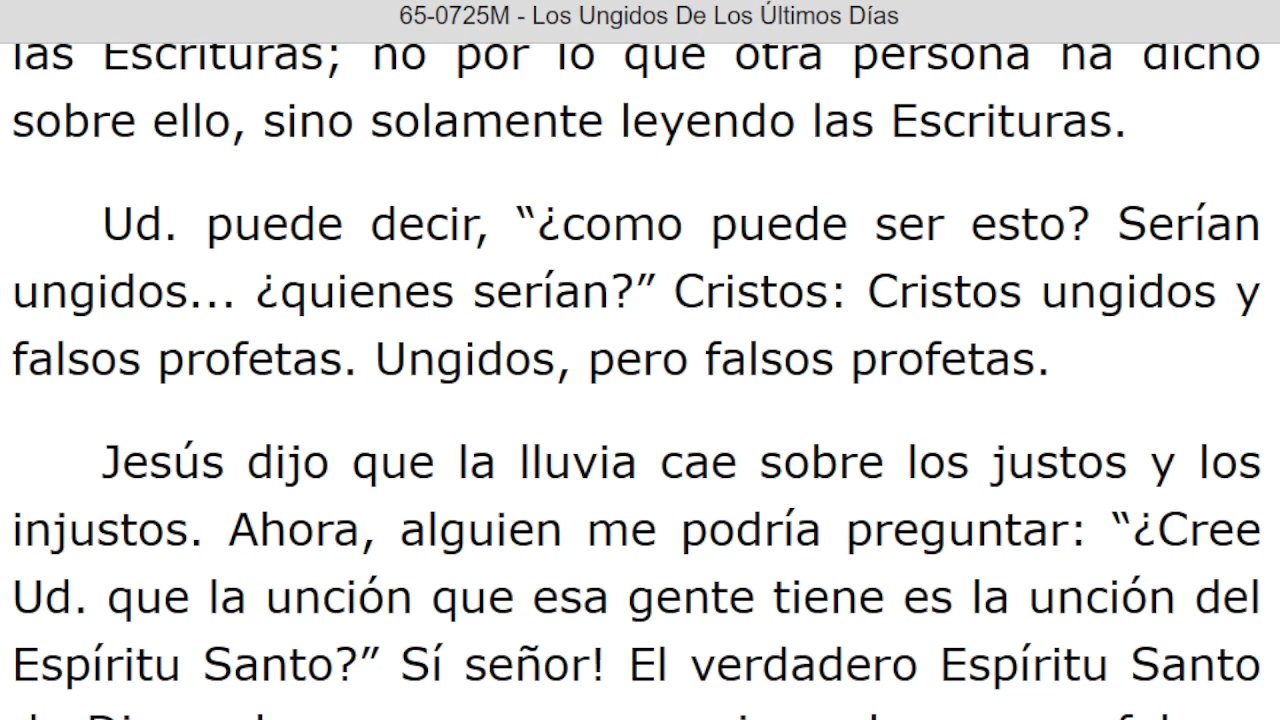 65-0725M - Los Ungidos De Los Últimos Días
las Escrituras; no por lo que otra persona ha dicho
sobre ello, sino solamente leyendo las Escrituras.
Ud. puede decir, “¿como puede ser esto? Serían
ungidos... ¿quienes serían?” Cristos: Cristos ungidos y
falsos profetas. Ungidos, pero falsos profetas.
Jesús dijo que la lluvia cae sobre los justos y los
injustos. Ahora, alguien me podría preguntar: “¿Cree
Ud. que la unción que esa gente tiene es la unción del
Espíritu Santo?” Sí señor! El verdadero Espíritu Santo